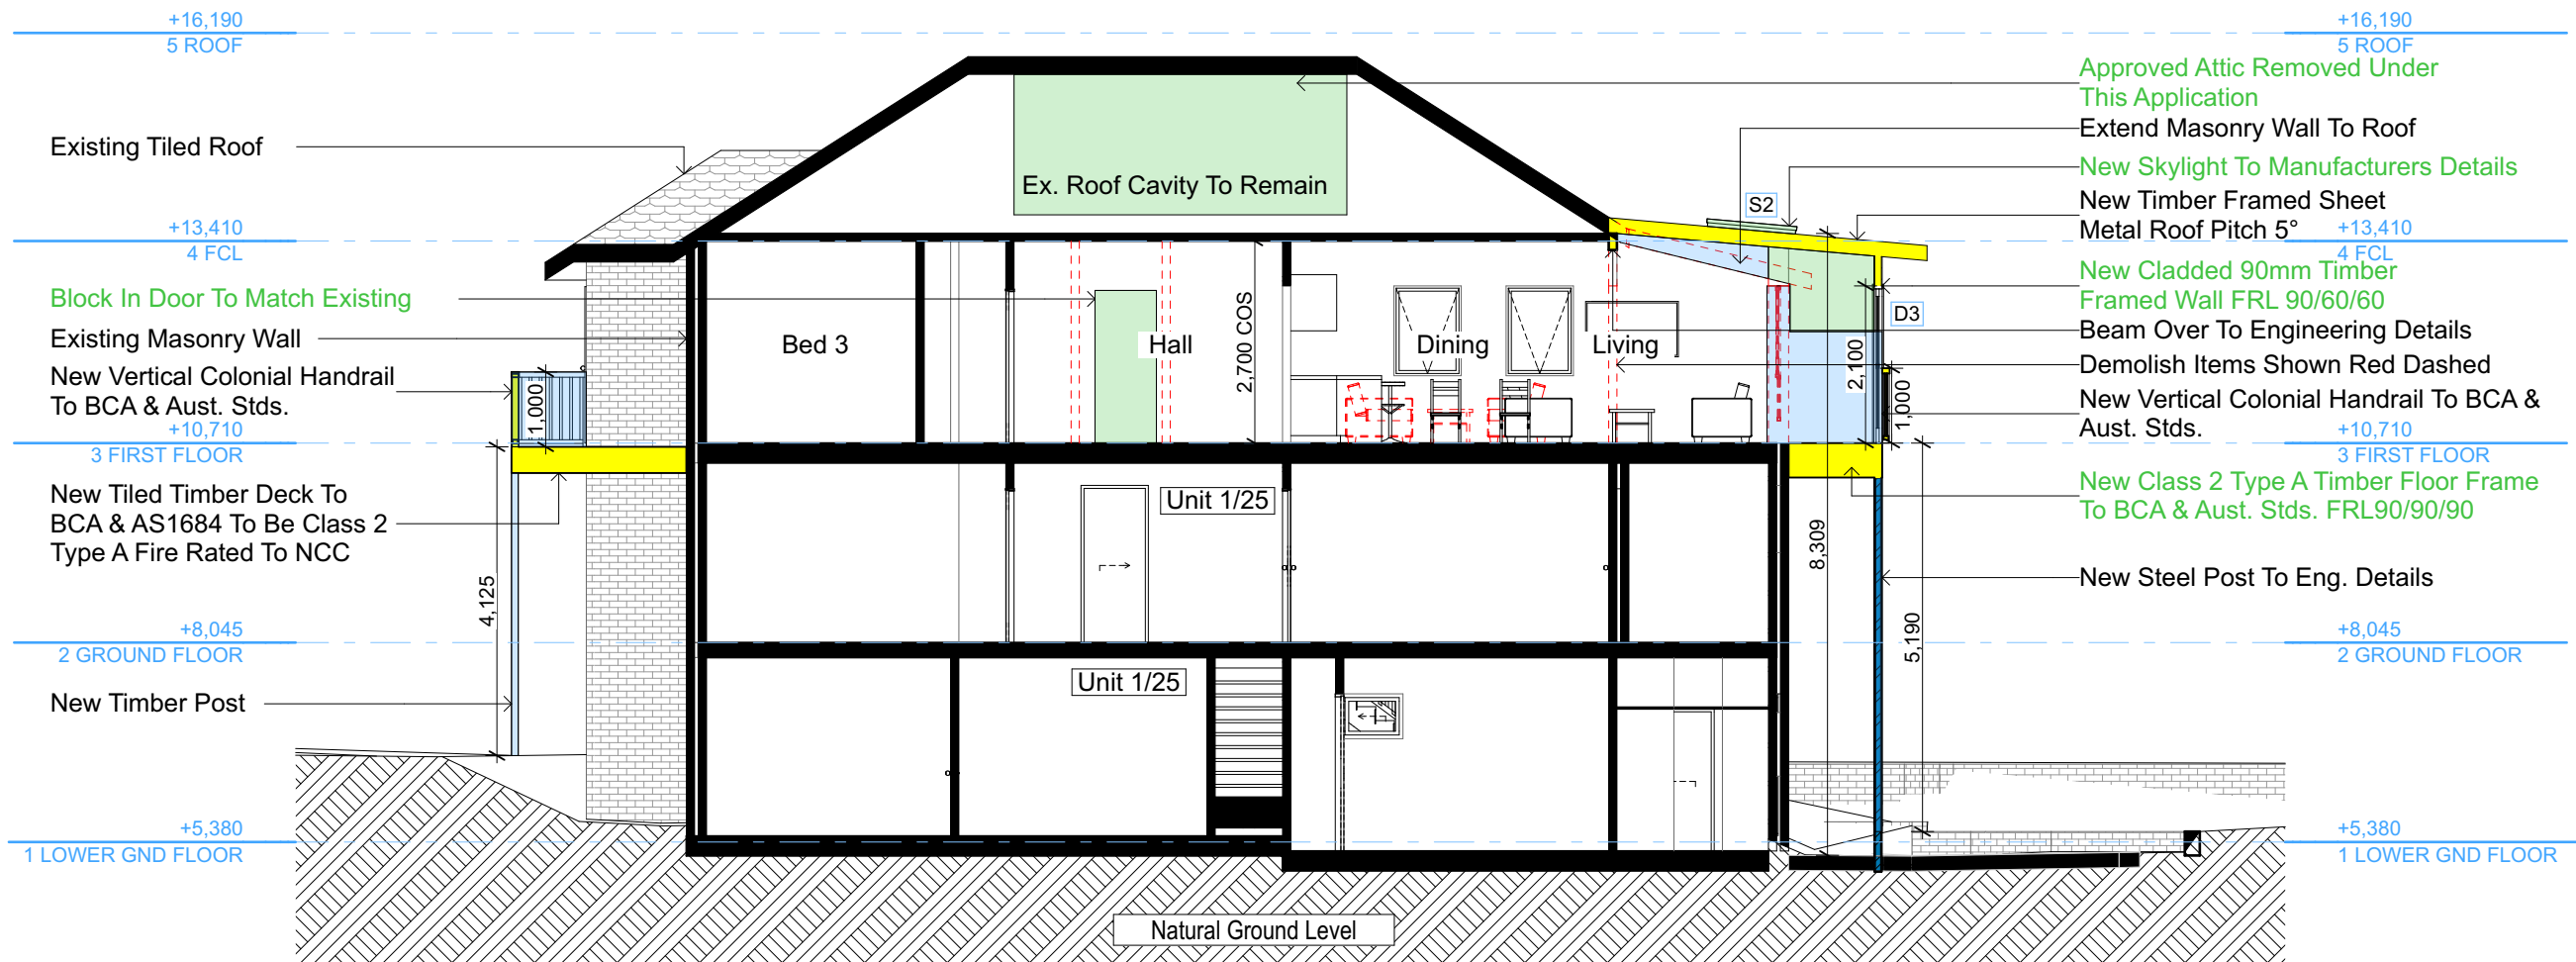 +16,190
5 ROOF
Existing Tiled Roof
+13,410
4 FCL
Block In Door To Match Existing
Existing Masonry Wall
New Vertical Colonial Handrail
To BCA & Aust. Stds.
+10,710
3 FIRST FLOOR
New Tiled Timber Deck To
BCA & AS1684 To Be Class 2
Type A Fire Rated To NCC
+8,045
2 GROUND FLOOR
New Timber Post
+5,380
1 LOWER GND FLOOR
1,000
4,125
Ex. Roof Cavity To Remain
Bed 3
Hall
2,700 COS
Dining
Living
Unit 1/25
Unit 1/25
Natural Ground Level
S2
D3
2,100
1,000
8,309
5,190
+16,190
5 ROOF
Approved Attic Removed Under
This Application
Extend Masonry Wall To Roof
New Skylight To Manufacturers Details
New Timber Framed Sheet
Metal Roof Pitch 5°
+13,410
4 FCL
New Cladded 90mm Timber
Framed Wall FRL 90/60/60
Beam Over To Engineering Details
Demolish Items Shown Red Dashed
New Vertical Colonial Handrail To BCA &
Aust. Stds.
+10,710
3 FIRST FLOOR
New Class 2 Type A Timber Floor Frame
To BCA & Aust. Stds. FRL90/90/90
New Steel Post To Eng. Details
+8,045
2 GROUND FLOOR
+5,380
1 LOWER GND FLOOR